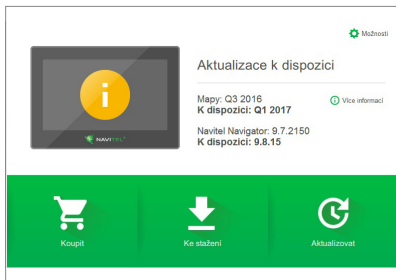 Možnosti
Aktualizace k dispozici
Mapy: Q3 2016
K dispozici: Q1 2017
Více informací
Navitel Navigator: 9.7.2150
K dispozici: 9.8.15
NAVITEL
Koupit
Ke stažení
Aktualizovat